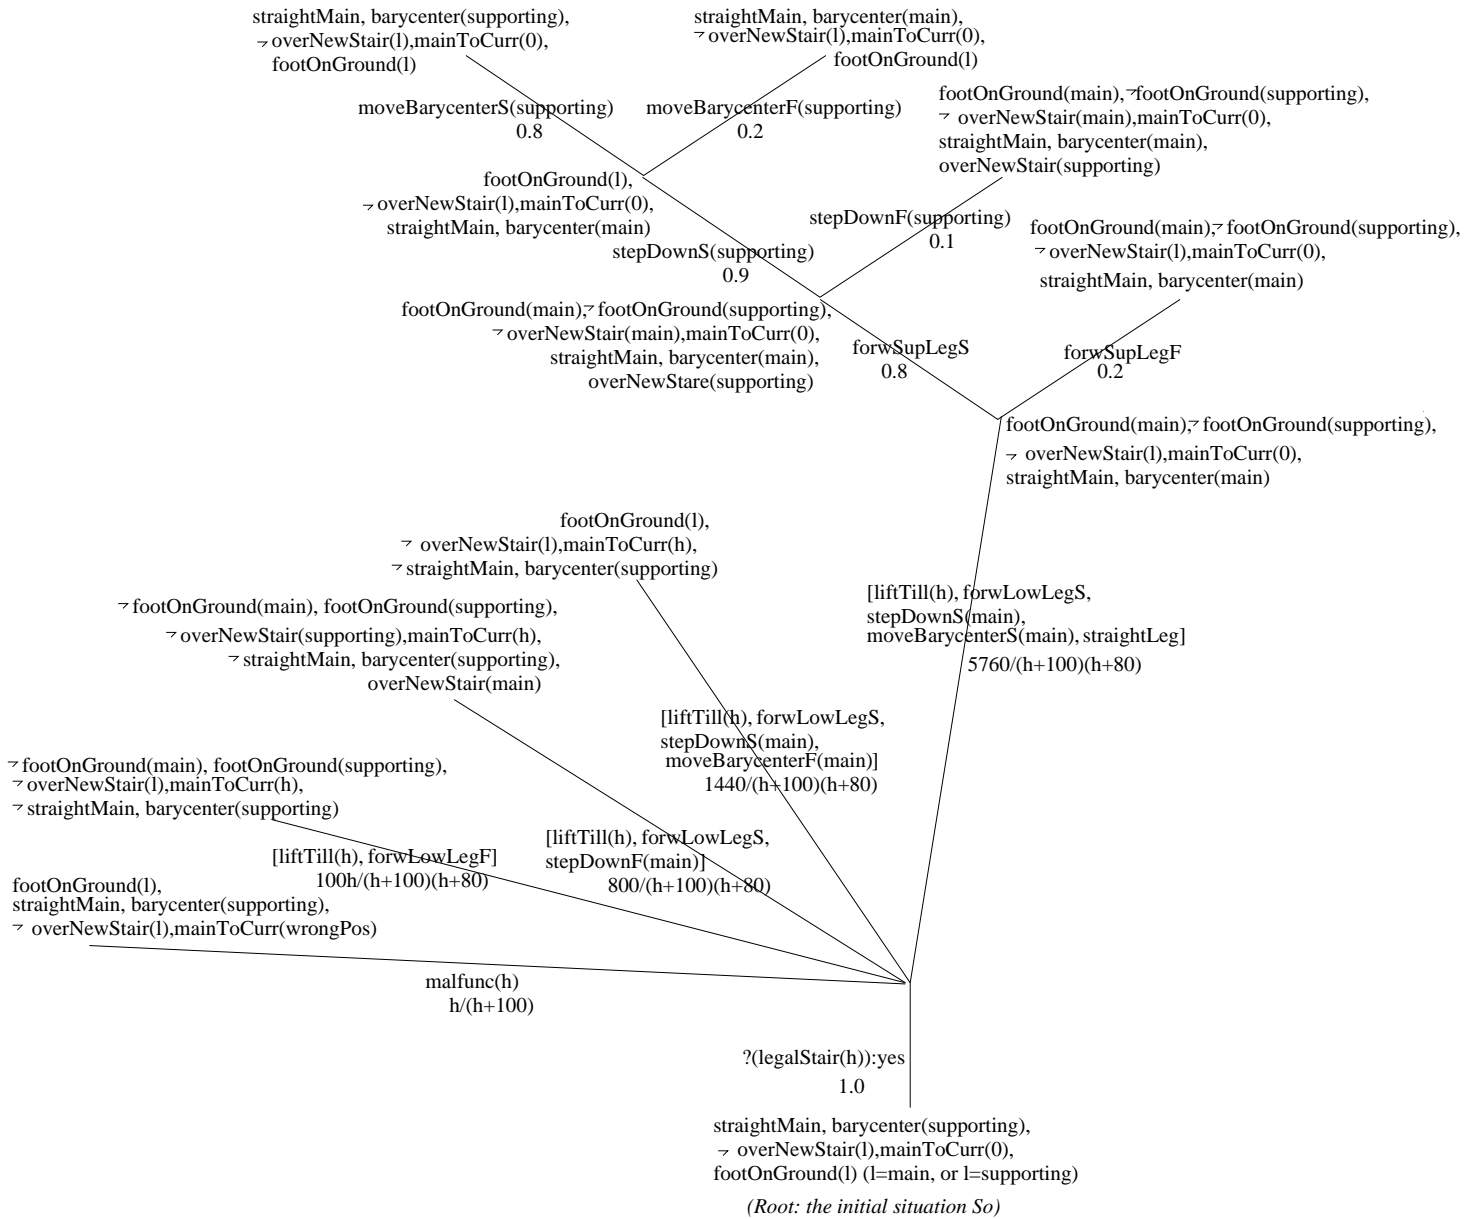 straightMain, barycenter(supporting),
¬ overNewStair(l),mainToCurr(0),
footOnGround(l)
straightMain, barycenter(main),
¬ overNewStair(l),mainToCurr(0),
footOnGround(l)
moveBarycenterS(supporting)
0.8
moveBarycenterF(supporting)
0.2
footOnGround(main),¬footOnGround(supporting),
¬ overNewStair(main),mainToCurr(0),
straightMain, barycenter(main),
overNewStair(supporting)
footOnGround(l),
¬ overNewStair(l),mainToCurr(0),
straightMain, barycenter(main)
stepDownS(supporting)
0.9
stepDownF(supporting)
0.1
footOnGround(main),¬ footOnGround(supporting),
¬ overNewStair(l),mainToCurr(0),
straightMain, barycenter(main)
footOnGround(main),¬ footOnGround(supporting),
¬ overNewStair(main),mainToCurr(0),
straightMain, barycenter(main),
overNewStare(supporting)
forwSupLegS
0.8
forwSupLegF
0.2
footOnGround(main),¬ footOnGround(supporting),
¬ overNewStair(l),mainToCurr(0),
straightMain, barycenter(main)
footOnGround(l),
¬ overNewStair(l),mainToCurr(h),
¬ straightMain, barycenter(supporting)
¬ footOnGround(main), footOnGround(supporting),
¬ overNewStair(supporting),mainToCurr(h),
¬ straightMain, barycenter(supporting),
overNewStair(main)
[liftTill(h), forwLowLegS,
stepDownS(main),
moveBarycenterS(main), straightLeg]
5760/(h+100)(h+80)
[liftTill(h), forwLowLegS,
stepDownS(main),
moveBarycenterF(main)]
1440/(h+100)(h+80)
¬ footOnGround(main), footOnGround(supporting),
¬ overNewStair(l),mainToCurr(h),
¬ straightMain, barycenter(supporting)
[liftTill(h), forwLowLegF]
100h/(h+100)(h+80)
[liftTill(h), forwLowLegS,
stepDownF(main)]
800/(h+100)(h+80)
footOnGround(l),
straightMain, barycenter(supporting),
¬ overNewStair(l),mainToCurr(wrongPos)
malfunc(h)
h/(h+100)
?(legalStair(h)):yes
1.0
straightMain, barycenter(supporting),
¬ overNewStair(l),mainToCurr(0),
footOnGround(l) (l=main, or l=supporting)
(Root: the initial situation So)